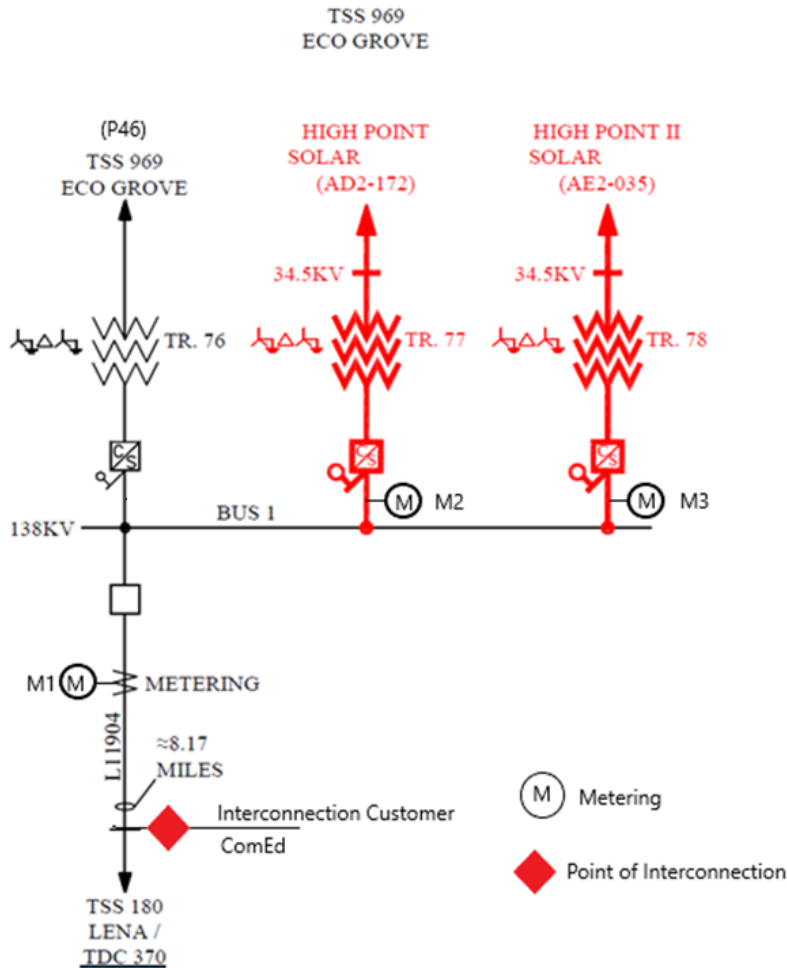 TSS 969
ECO GROVE
(P46)
TSS 969
ECO GROVE
HIGH POINT
SOLAR
(AD2-172)
HIGH POINT II
SOLAR
(AE2-035)
34.5KV
34.5KV
TR. 76
TR. 77
TR. 78
C/S
C/S
C/S
M M2
M M3
BUS 1
138KV
M1 M METERING
L11904
≈8.17
MILES
Interconnection Customer
ComEd
M Metering
Point of Interconnection
TSS 180
LENA /
TDC 370